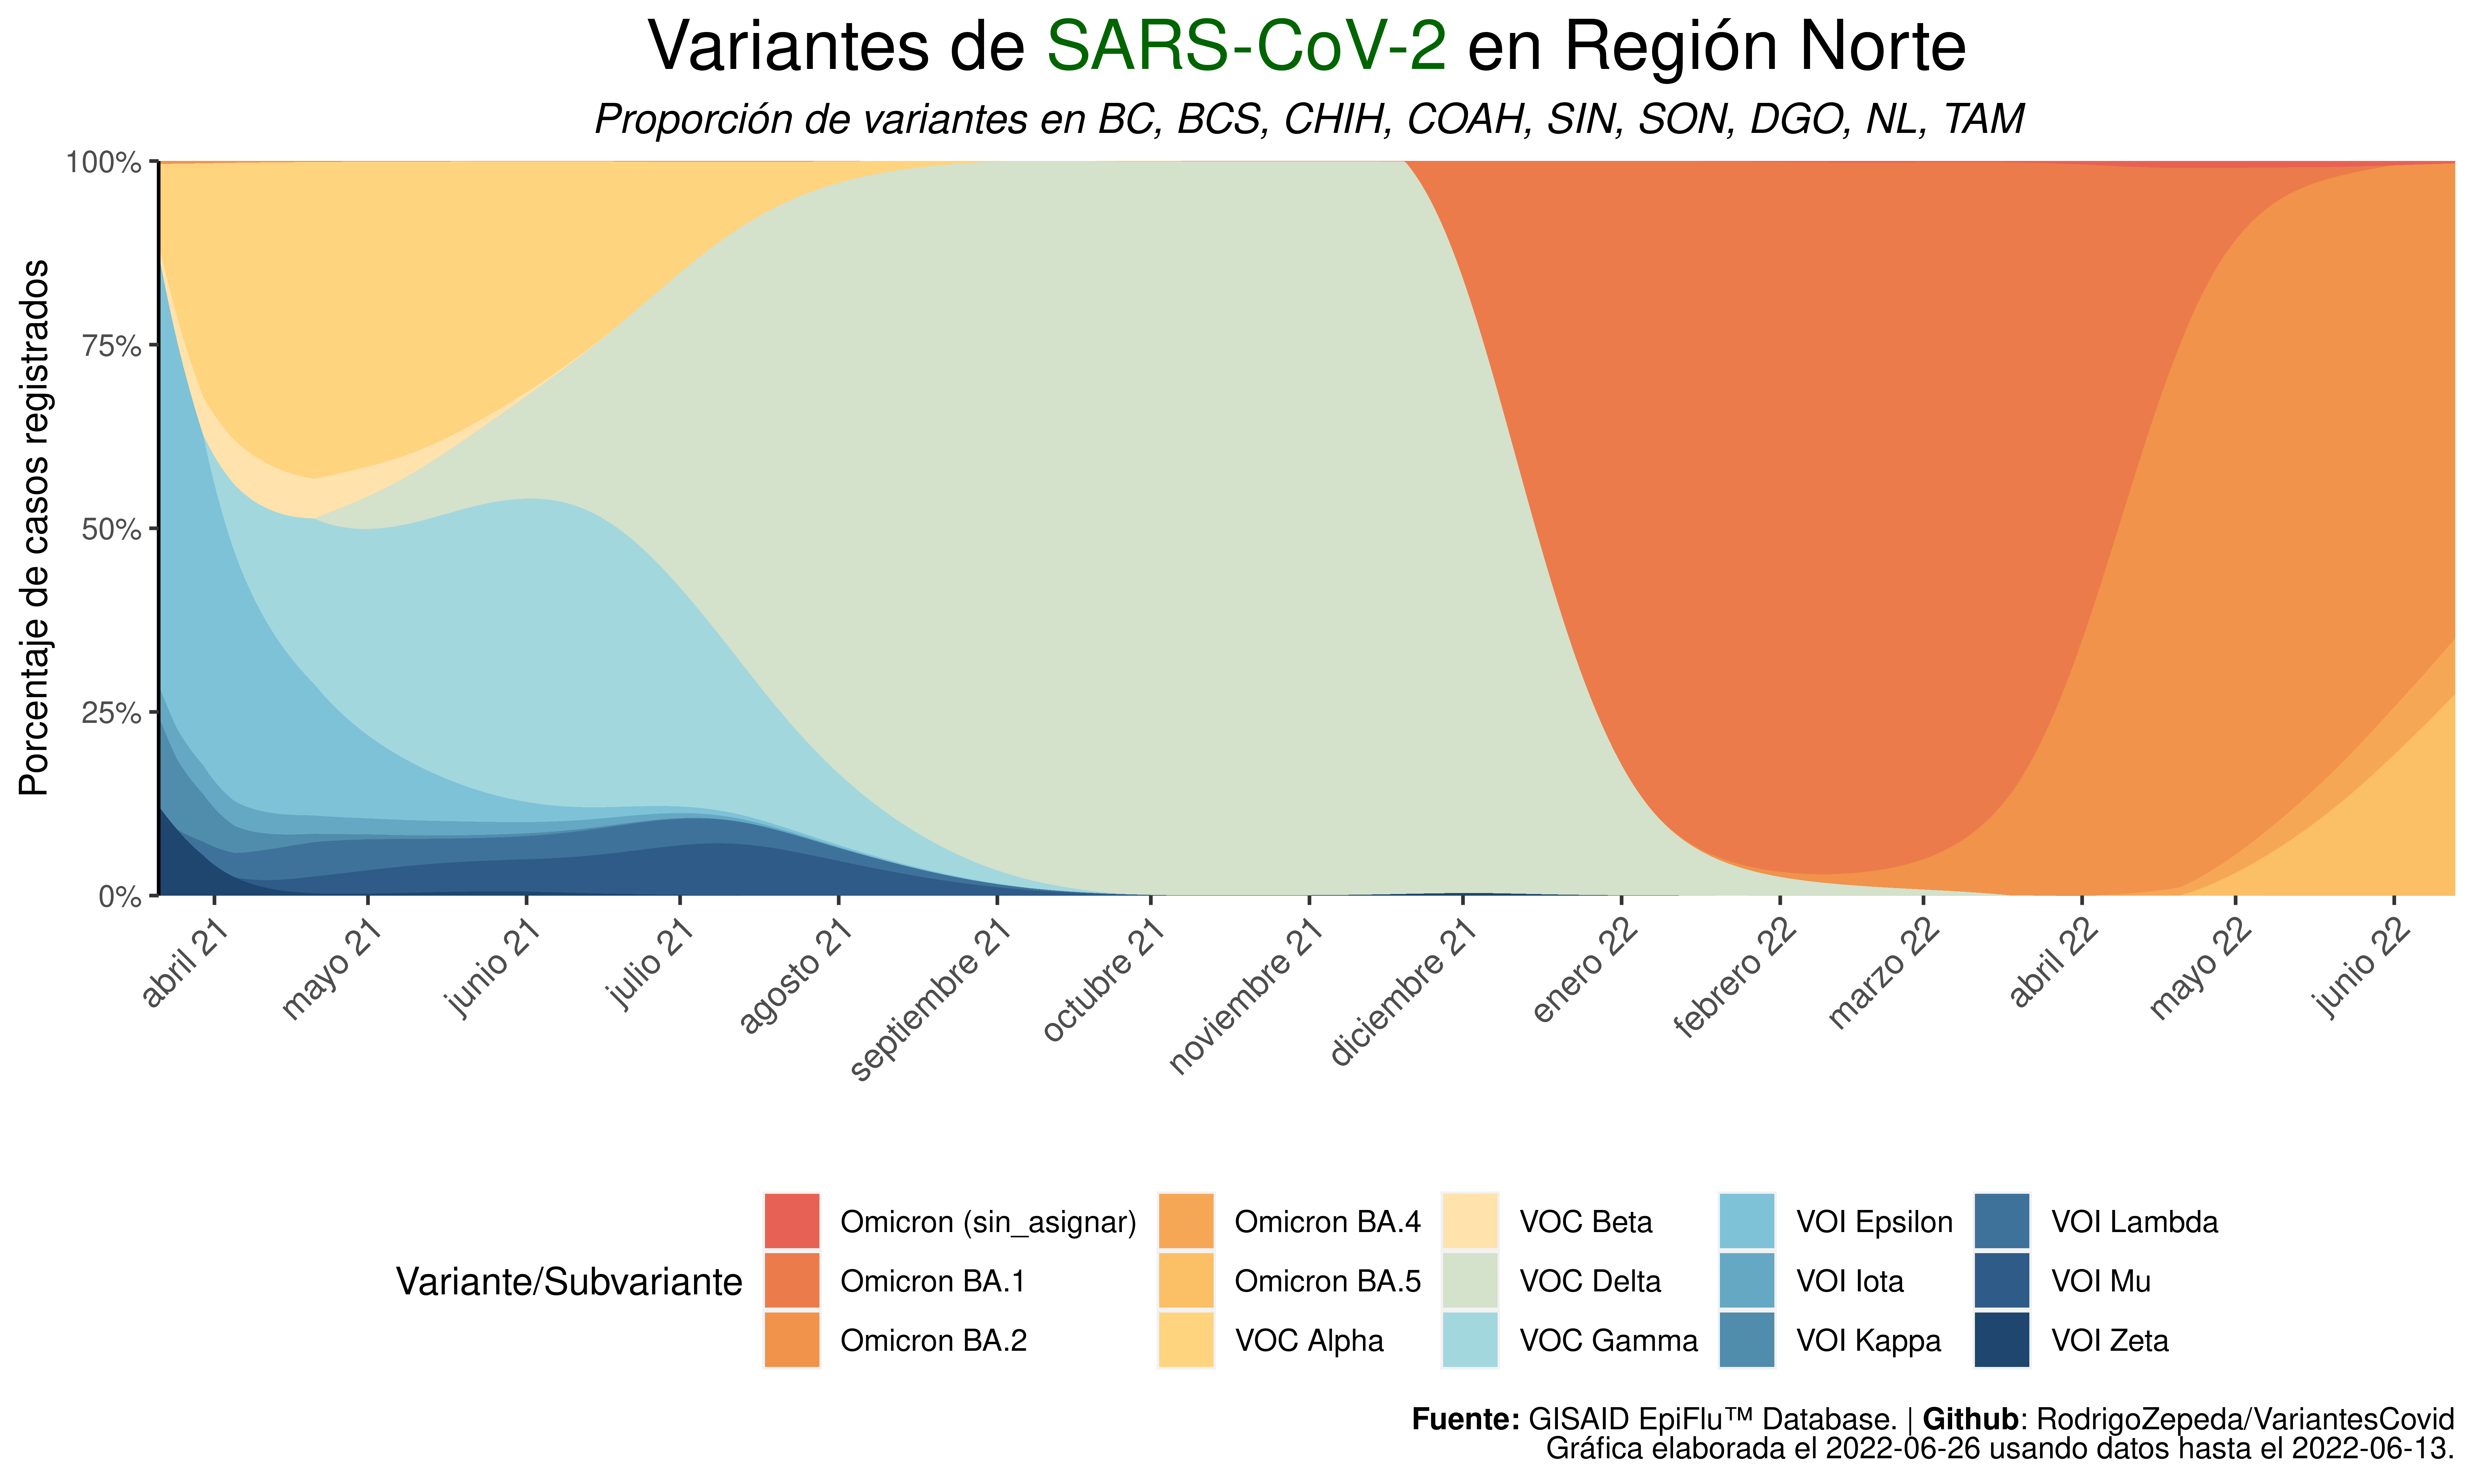 Variantes de SARS-CoV-2 en Región Norte
Proporción de variantes en BC, BCS, CHIH, COAH, SIN, SON, DGO, NL, TAM
Porcentaje de casos registrados
100%
75%
50%
25%
0%
abril 21
mayo 21
junio 21
julio 21
agosto 21
septiembre 21
octubre 21
noviembre 21
diciembre 21
enero 22
febrero 22
marzo 22
abril 22
mayo 22
junio 22
Variante/Subvariante
Omicron (sin_asignar)
Omicron BA.1
Omicron BA.2
Omicron BA.4
Omicron BA.5
VOC Alpha
VOC Beta
VOC Delta
VOC Gamma
VOI Epsilon
VOI Iota
VOI Kappa
VOI Lambda
VOI Mu
VOI Zeta
Fuente: GISAID EpiFlu™ Database. | Github: RodrigoZepeda/VariantesCovid
Gráfica elaborada el 2022-06-26 usando datos hasta el 2022-06-13.